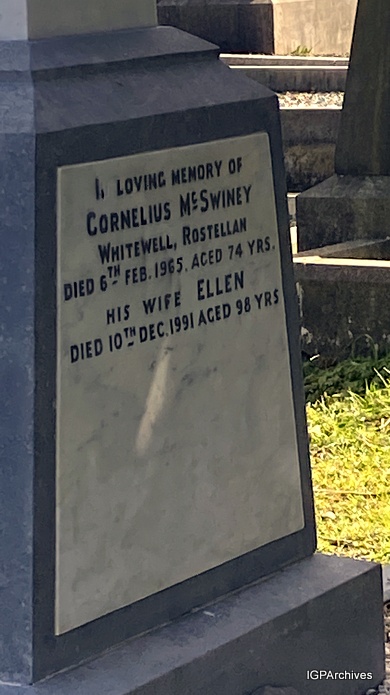 I. LOVING MEMORY OF
CORNELIUS McSWINEY
WHITEWELL, ROSTELLAN
DIED 6TH FEB. 1965. AGED 74 YRS.
HIS WIFE ELLEN
DIED 10TH DEC. 1991 AGED 98 YRS
IGPArchives